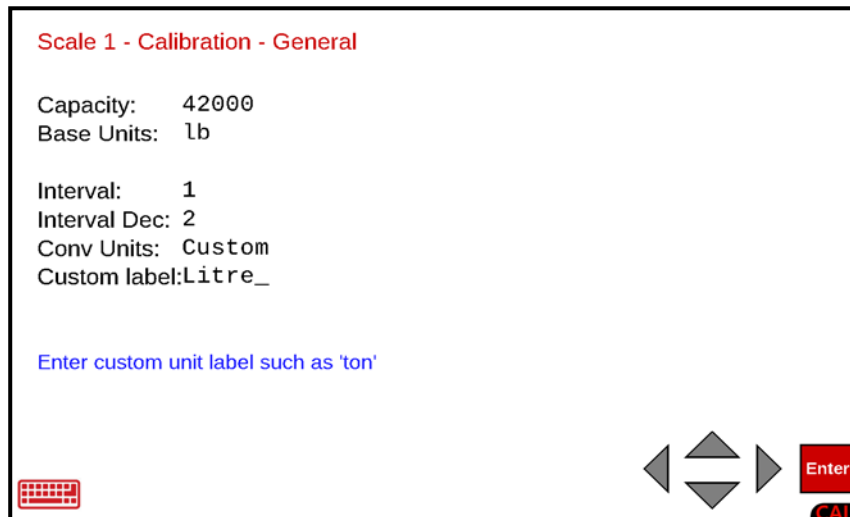 Scale 1 - Calibration - General
Capacity: 42000
Base Units: lb
Interval: 1
Interval Dec: 2
Conv Units: Custom
Custom label:Litre_
Enter custom unit label such as 'ton'
Enter
CAL